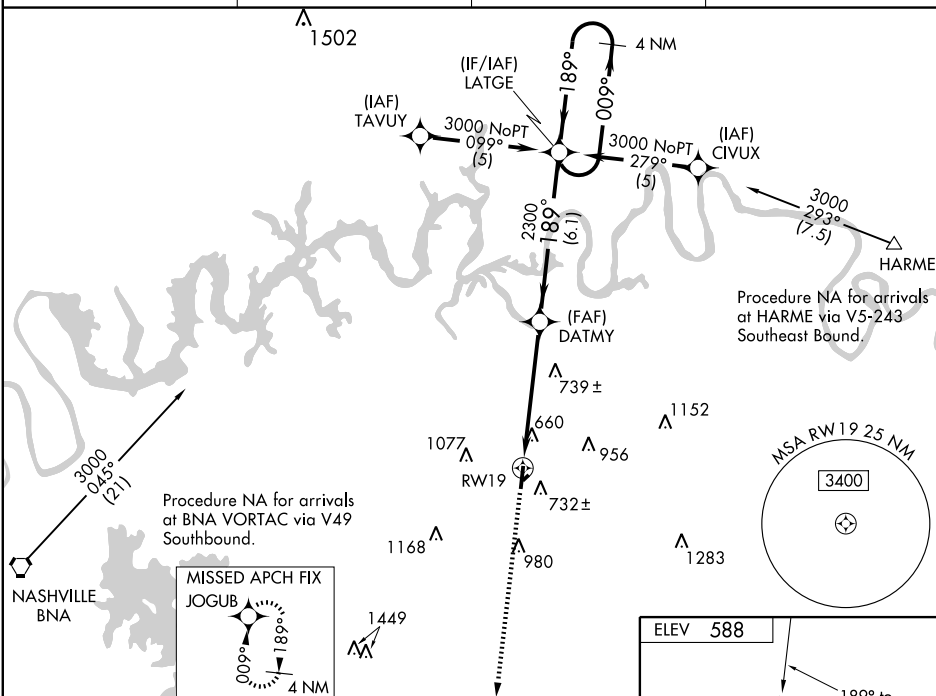 1502
4 NM
(IF/IAF)
LATGE
189°
009°
(IAF)
TAVUY
3000 NoPT
099°
(5)
3000 NoPT
279°
(5)
(IAF)
CIVUX
2300
189°
(6.1)
3000
293°
(7.5)
HARME
Procedure NA for arrivals
at HARME via V5-243
Southeast Bound.
(FAF)
DATMY
739 ±
660
1152
1077
956
RW19
732 ±
MSA RW19 25 NM
3400
3000
045°
(21)
Procedure NA for arrivals
at BNA VORTAC via V49
Southbound.
1168
980
1283
NASHVILLE
BNA
MISSED APCH FIX
JOGUB
009°
189°
4 NM
1449
ELEV 588
189° to